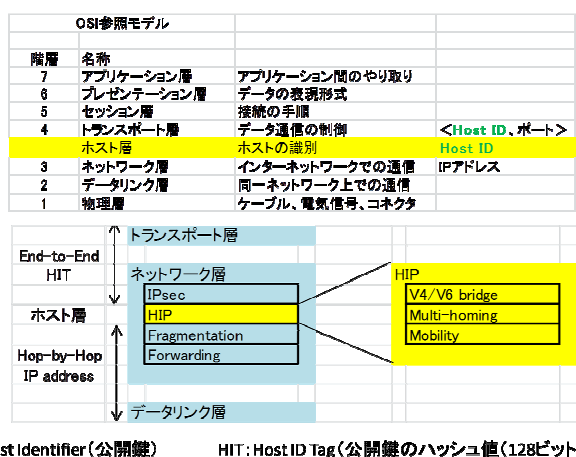 OSI参照モデル
階層 名称
7 アプリケーション層 アプリケーション間のやり取り
6 プレゼンテーション層 データの表現形式
5 セッション層 接続の手順
4 トランスポート層 データ通信の制御 <Host ID、ポート>
ホスト層 ホストの識別 Host ID
3 ネットワーク層 インターネットワークでの通信 IPアドレス
2 データリンク層 同一ネットワーク上での通信
1 物理層 ケーブル、電気信号、コネクタ
トランスポート層
End-to-End
HIT
ネットワーク層
IPsec
HIP
Fragmentation
Forwarding
HIP
V4/V6 bridge
Multi-homing
Mobility
ホスト層
Hop-by-Hop
IP address
データリンク層
st Identifier(公開鍵) HIT:Host ID Tag(公開鍵のハッシュ値(128ビット